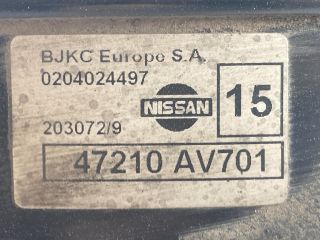 BJKC Europe S.A.
0204024497
NISSAN
15
203072/9
47210 AV701